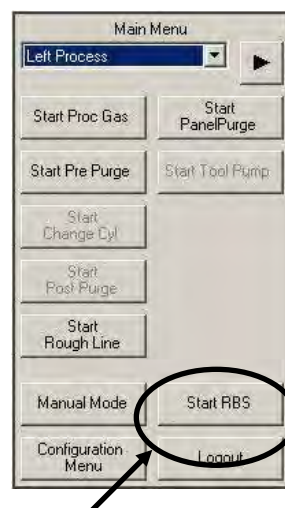 Main Menu
Left Process
Start Proc Gas
Start
PanelPurge
Start Pre Purge
Start Tool Pump
Start
Change Cyl
Start
Post Purge
Start
Rough Line
Manual Mode
Start RBS
Configuration
Menu
Logout